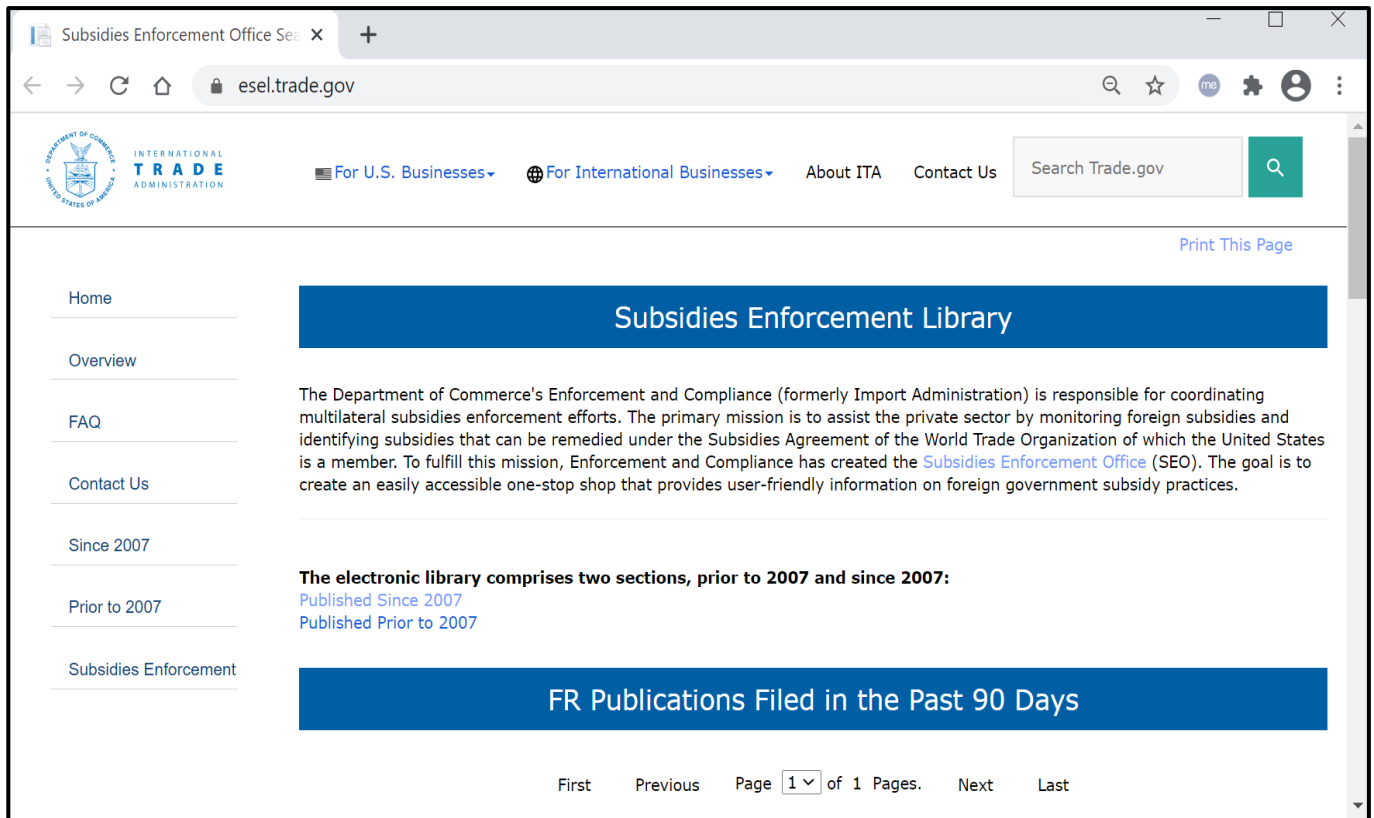 Subsidies Enforcement Office Sea
esel.trade.gov
me
DEPARTMENT OF COMMERCE
UNITED STATES OF AMERICA
INTERNATIONAL
TRADE
ADMINISTRATION
For U.S. Businesses
For International Businesses
About ITA
Contact Us
Search Trade.gov
Print This Page
Home
Overview
FAQ
Contact Us
Since 2007
Prior to 2007
Subsidies Enforcement
Subsidies Enforcement Library
The Department of Commerce's Enforcement and Compliance (formerly Import Administration) is responsible for coordinating
multilateral subsidies enforcement efforts. The primary mission is to assist the private sector by monitoring foreign subsidies and
identifying subsidies that can be remedied under the Subsidies Agreement of the World Trade Organization of which the United States
is a member. To fulfill this mission, Enforcement and Compliance has created the Subsidies Enforcement Office (SEO). The goal is to
create an easily accessible one-stop shop that provides user-friendly information on foreign government subsidy practices.
The electronic library comprises two sections, prior to 2007 and since 2007:
Published Since 2007
Published Prior to 2007
FR Publications Filed in the Past 90 Days
First Previous Page 1 of 1 Pages. Next Last